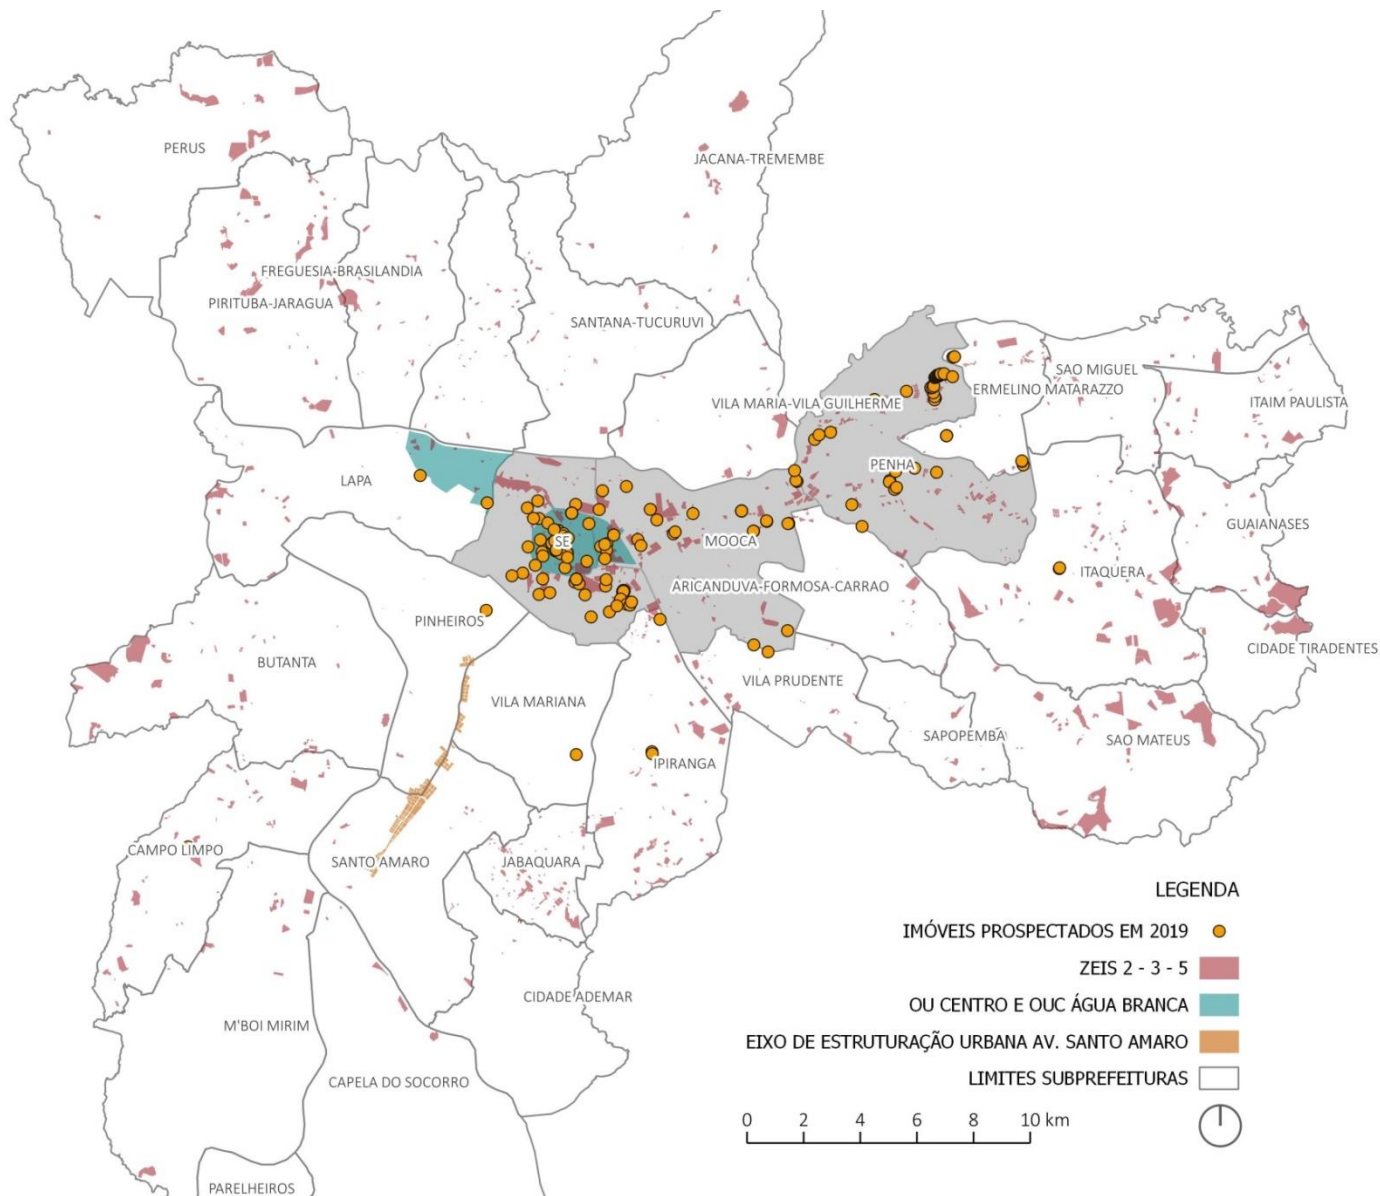 PERUS
JACANA-TREMEMBE
FREGUESIA-BRASILANDIA
PIRITUBA-JARAGUA
SANTANA-TUCURUVI
SAO MIGUEL
ERMELINO MATARAZZO
VILA MARIA-VILA GUILHERME
ITAIM PAULISTA
PENHA
LAPA
GUAIANASES
SE
MOOCA
ITAQUERA
ARICANDUVA-FORMOSA-CARRAO
PINHEIROS
CIDADE TIRADENTES
BUTANTA
VILA PRUDENTE
VILA MARIANA
SAPOPEMBA
SAO MATEUS
IPIRANGA
CAMPO LIMPO
SANTO AMARO
JABAQUARA
CIDADE ADEMAR
M'BOI MIRIM
CAPELA DO SOCORRO
PARELHEIROS
LEGENDA
IMÓVEIS PROSPECTADOS EM 2019
ZEIS 2 - 3 - 5
OU CENTRO E OUC ÁGUA BRANCA
EIXO DE ESTRUTURAÇÃO URBANA AV. SANTO AMARO
LIMITES SUBPREFEITURAS
0 2 4 6 8 10 km